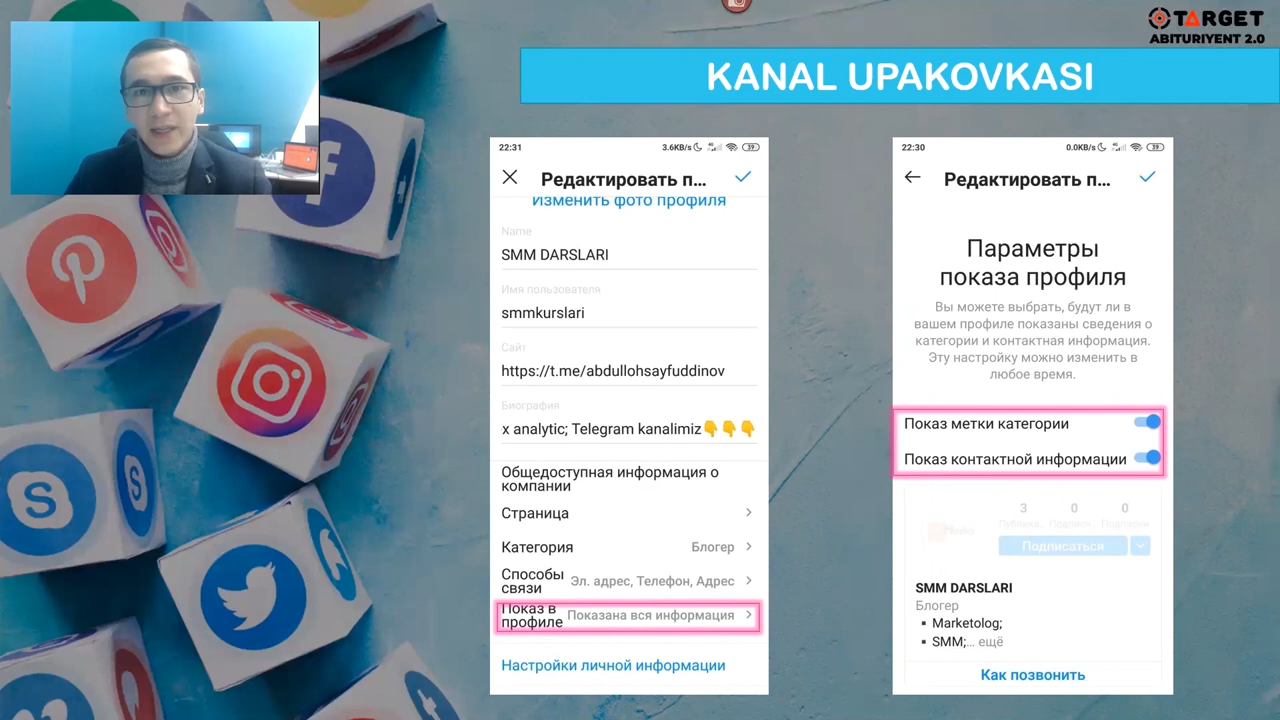 TARGET
ABITURIYENT 2.0
KANAL UPAKOVKASI
22:31
3.6KB/s
39
Редактировать п...
Изменить фото профиля
Name
SMM DARSLARI
Имя пользователя
smmkurslari
Сайт
https://t.me/abdullohsayfuddinov
Биография
x analytic; Telegram kanalimiz👇👇👇
Общедоступная информация о
компании
Страница
Категория Блогер
Способы
связи Эл. адрес, Телефон, Адрес
Показ в
профиле Показана вся информация
Настройки личной информации
22:30
0.0KB/s
39
Редактировать п...
Параметры
показа профиля
Вы можете выбрать, будут ли в
вашем профиле показаны сведения о
категории и контактная информация.
Эту настройку можно изменить в
любое время.
Показ метки категории
Показ контактной информации
3 0 0
Подписаться
SMM DARSLARI
Блогер
▪ Marketolog;
▪ SMM;... ещё
Как позвонить